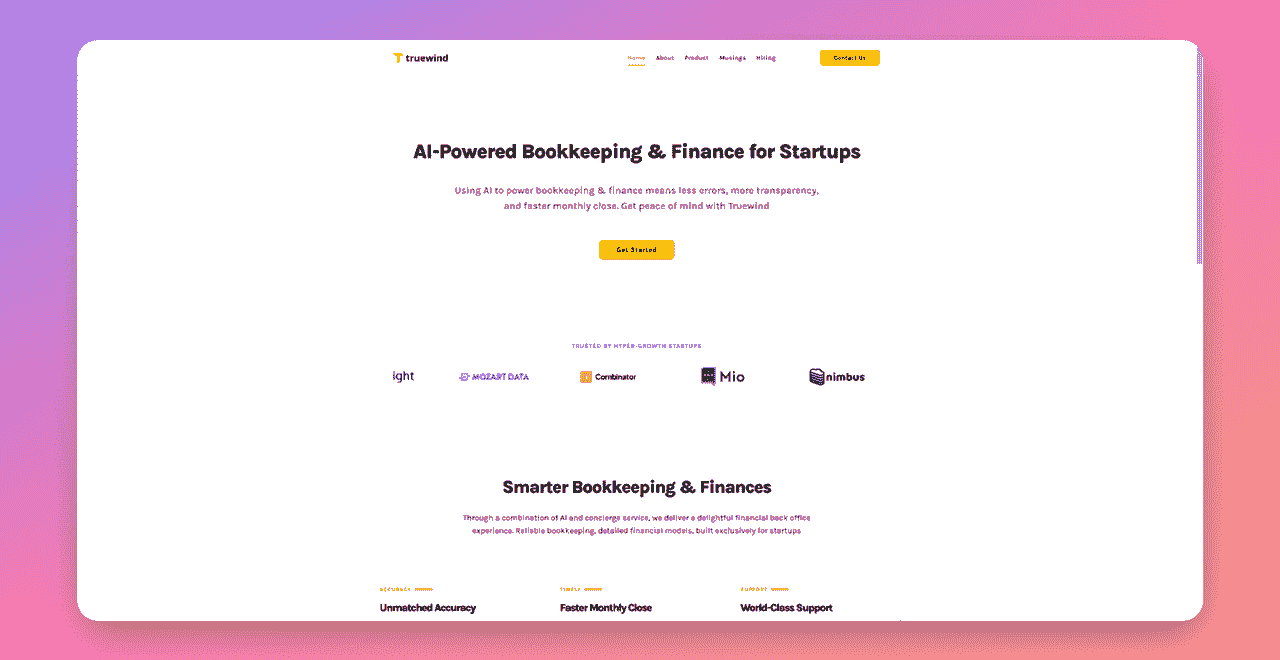 truewind
Home About Product Musings Hiring
Contact Us
AI-Powered Bookkeeping & Finance for Startups
Using AI to power bookkeeping & finance means less errors, more transparency,
and faster monthly close. Get peace of mind with Truewind
Get Started
TRUSTED BY HYPER-GROWTH STARTUPS
ight MOZART DATA Combinator Mio nimbus
Smarter Bookkeeping & Finances
Through a combination of AI and concierge service, we deliver a delightful financial back office
experience. Reliable bookkeeping, detailed financial models, built exclusively for startups
ACCURACY TIMELY SUPPORT
Unmatched Accuracy Faster Monthly Close World-Class Support